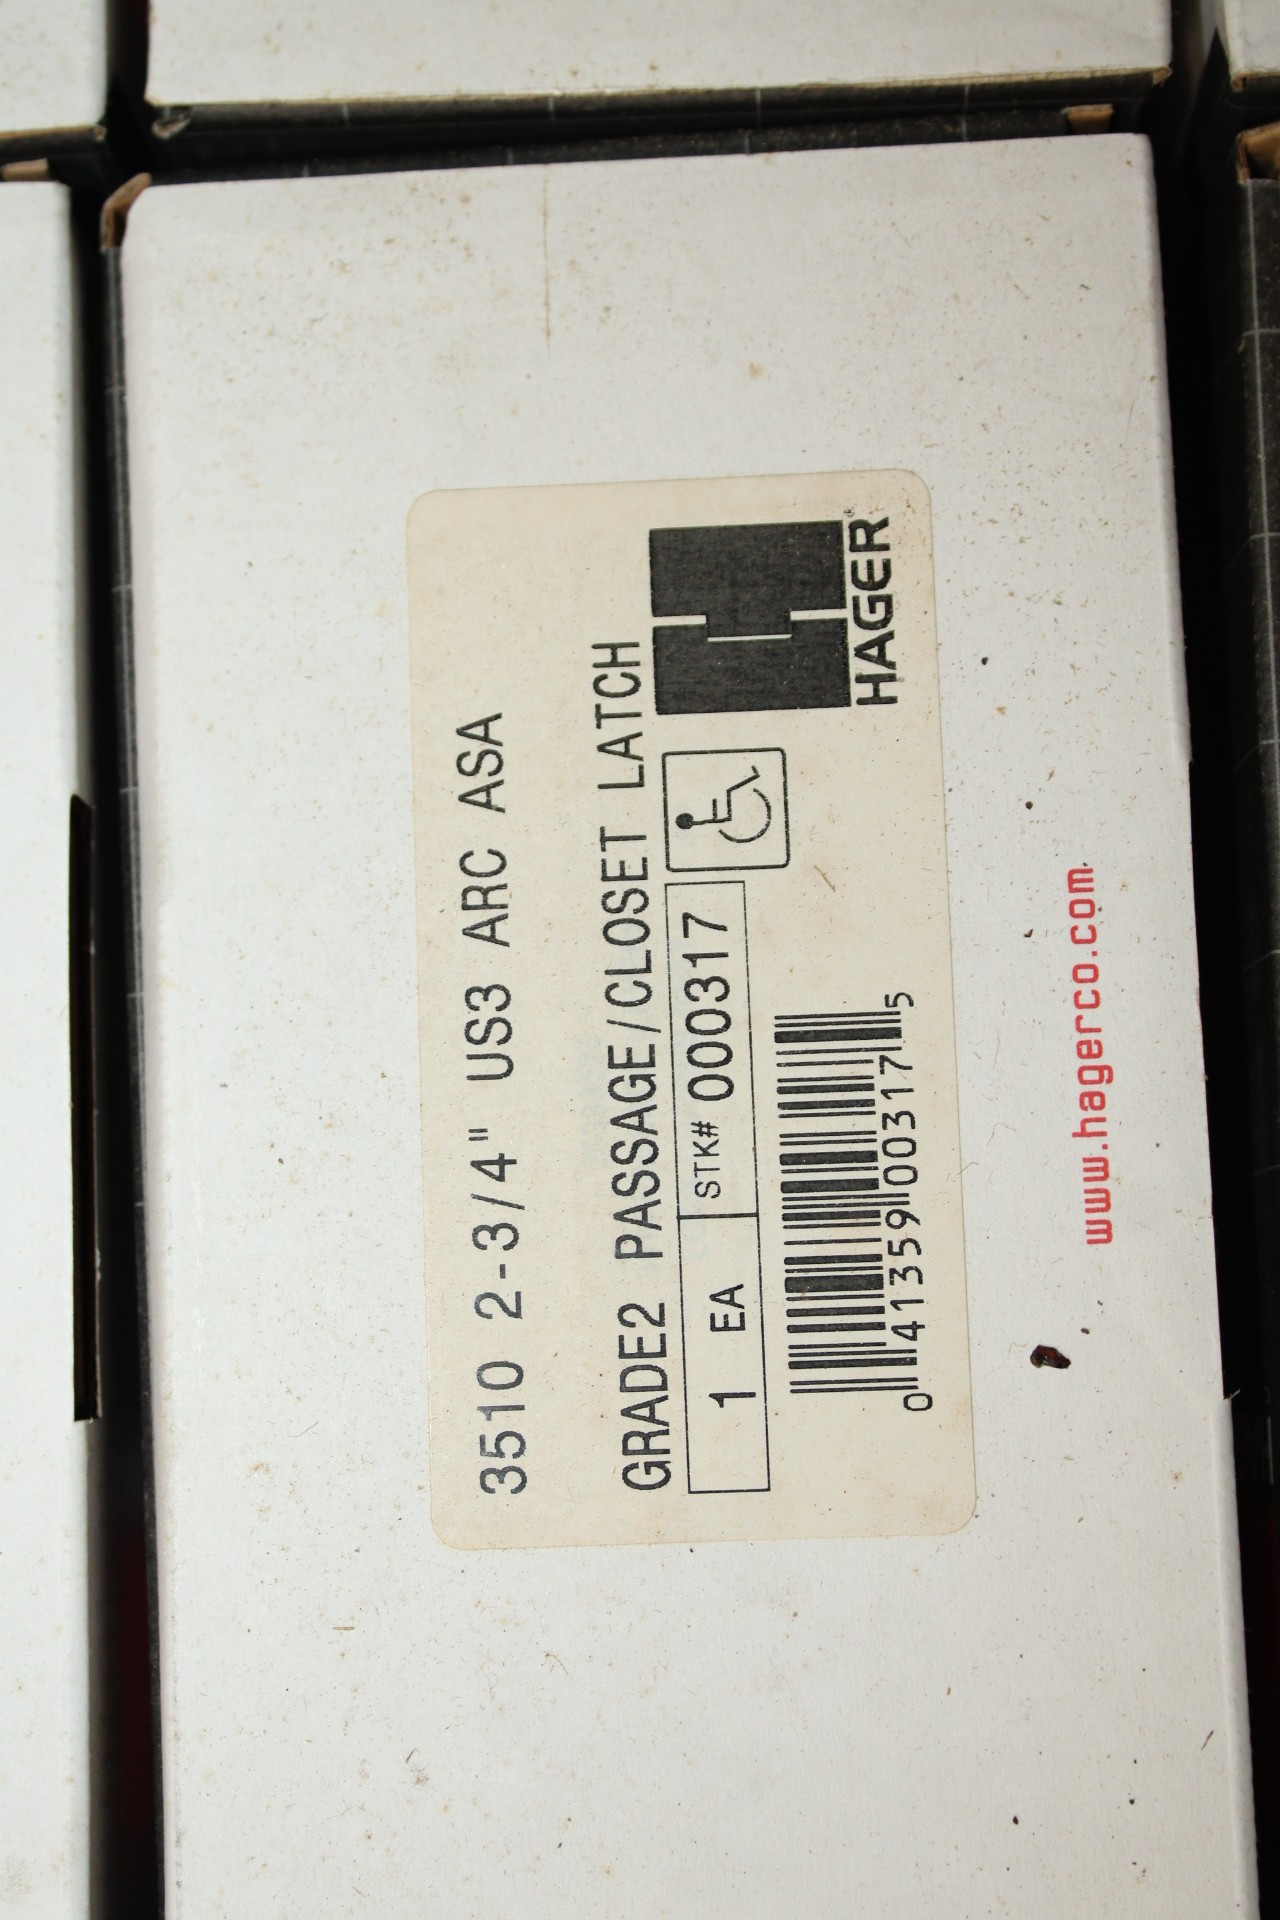 3510 2-3/4" US3 ARC ASA
GRADE2 PASSAGE/CLOSET LATCH
1 EA STK# 000317
HAGER®
0 41359 00317 5
www.hagerco.com